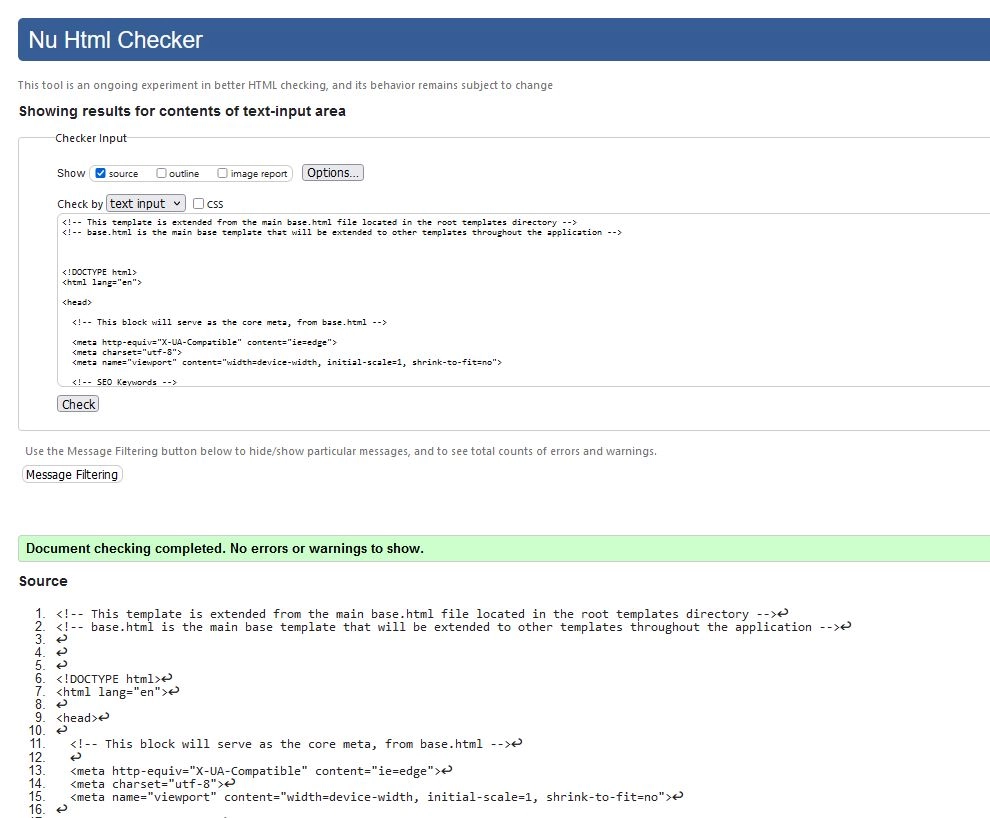 Nu Html Checker
This tool is an ongoing experiment in better HTML checking, and its behavior remains subject to change
Showing results for contents of text-input area
Checker Input
Show source outline image report Options...
Check by text input css
<!-- This template is extended from the main base.html file located in the root templates directory -->
<!-- base.html is the main base template that will be extended to other templates throughout the application -->
<!DOCTYPE html>
<html lang="en">
<head>
<!-- This block will serve as the core meta, from base.html -->
<meta http-equiv="X-UA-Compatible" content="ie=edge">
<meta charset="utf-8">
<meta name="viewport" content="width=device-width, initial-scale=1, shrink-to-fit=no">
<!-- SEO Keywords -->
Check
Use the Message Filtering button below to hide/show particular messages, and to see total counts of errors and warnings.
Message Filtering
Document checking completed. No errors or warnings to show.
Source
1. <!-- This template is extended from the main base.html file located in the root templates directory -->↩
2. <!-- base.html is the main base template that will be extended to other templates throughout the application -->↩
3. ↩
4. ↩
5. ↩
6. <!DOCTYPE html>↩
7. <html lang="en">↩
8. ↩
9. <head>↩
10. ↩
11. <!-- This block will serve as the core meta, from base.html -->↩
12. ↩
13. <meta http-equiv="X-UA-Compatible" content="ie=edge">↩
14. <meta charset="utf-8">↩
15. <meta name="viewport" content="width=device-width, initial-scale=1, shrink-to-fit=no">↩
16. ↩